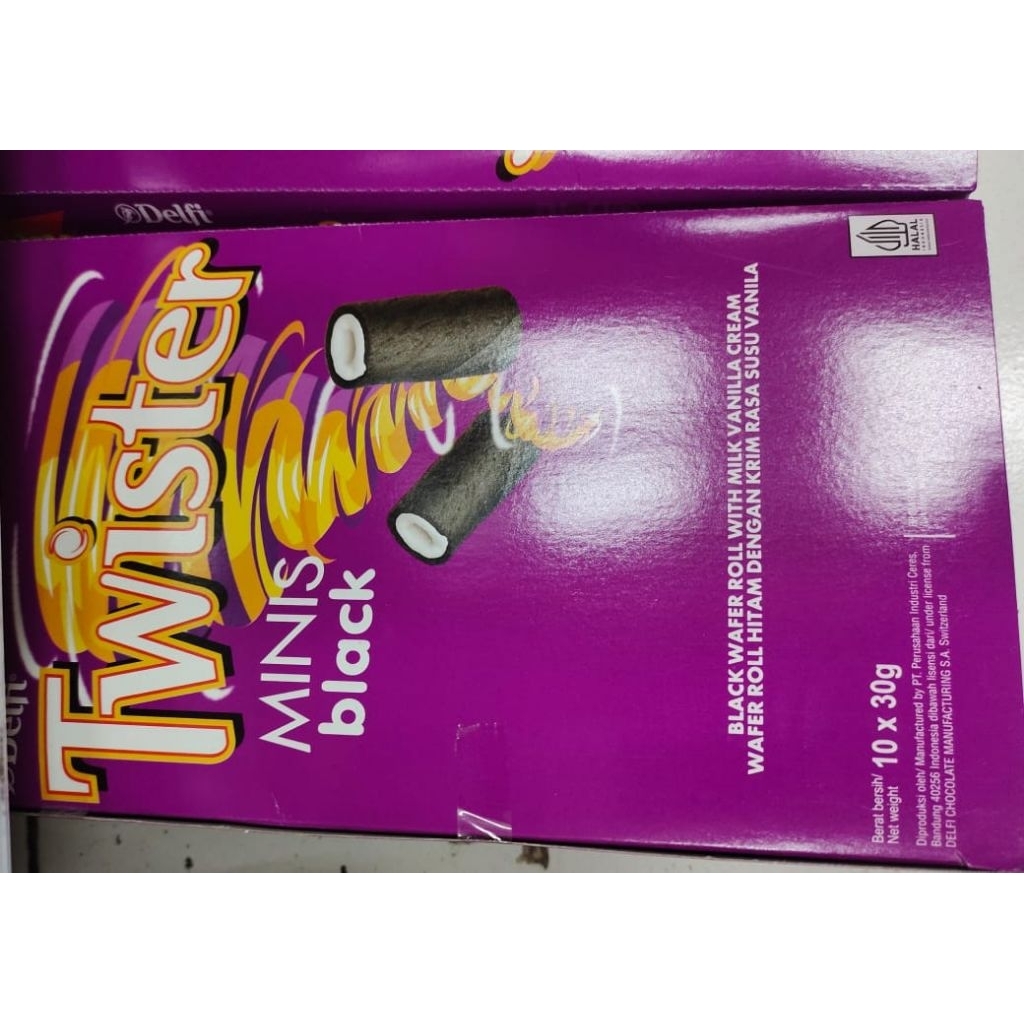 Delfi
Delfi
Twister
MINIS
black
HALAL
INDONESIA
BLACK WAFER ROLL WITH MILK VANILLA CREAM
WAFER ROLL HITAM DENGAN KRIM RASA SUSU VANILA
Berat bersih/
Net weight 10 x 30g
Diproduksi oleh/ Manufactured by PT. Perusahaan Industri Ceres,
Bandung 40256 Indonesia dibawah lisensi dari/ under license from
DELFI CHOCOLATE MANUFACTURING S.A. Switzerland